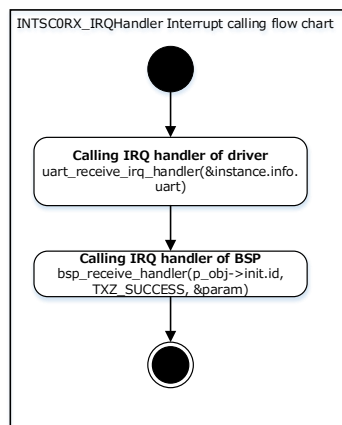 INTSC0RX_IRQHandler Interrupt calling flow chart
Calling IRQ handler of driver
uart_receive_irq_handler(&instance.info.
uart)
Calling IRQ handler of BSP
bsp_receive_handler(p_obj->init.id,
TXZ_SUCCESS, &param)